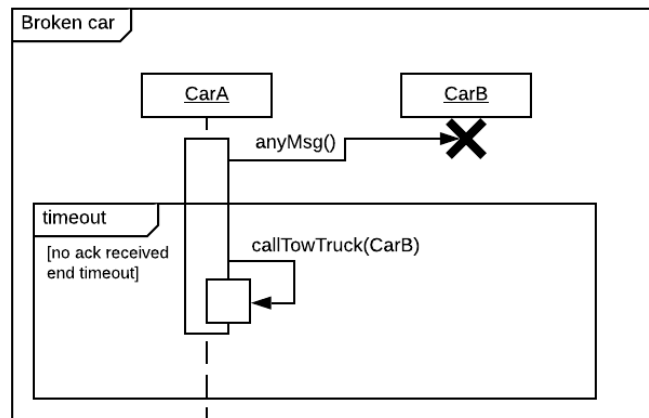 Broken car
CarA
CarB
anyMsg()
timeout
[no ack received
end timeout]
callTowTruck(CarB)